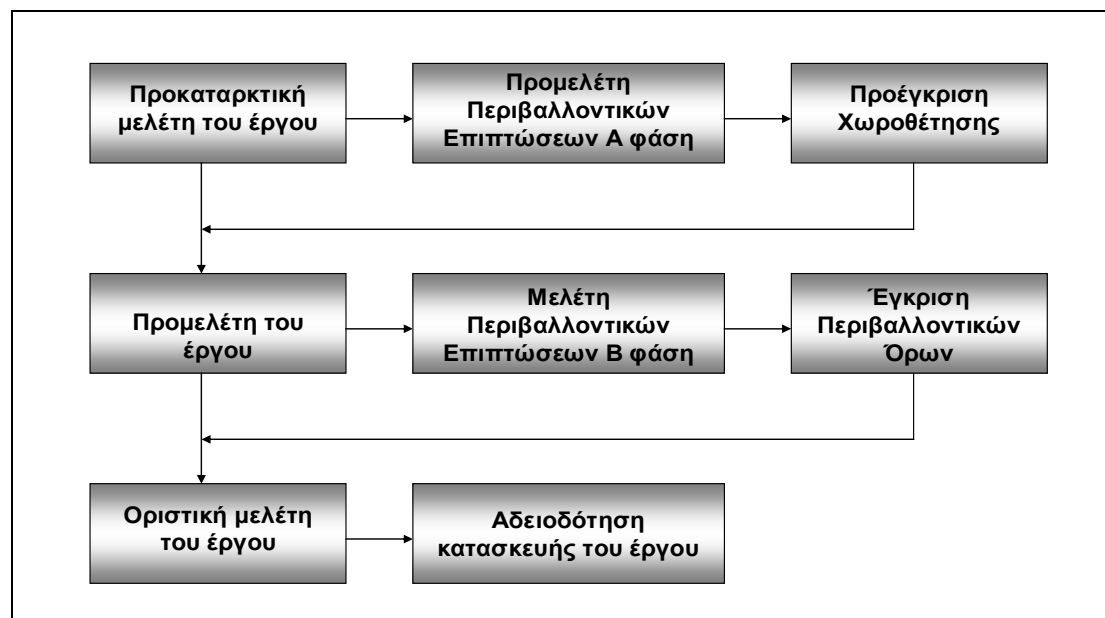 Προκαταρκτική
μελέτη του έργου
Προμελέτη
Περιβαλλοντικών
Επιπτώσεων Α φάση
Προέγκριση
Χωροθέτησης
Προμελέτη του
έργου
Μελέτη
Περιβαλλοντικών
Επιπτώσεων Β φάση
Έγκριση
Περιβαλλοντικών
Όρων
Οριστική μελέτη
του έργου
Αδειοδότηση
κατασκευής του έργου